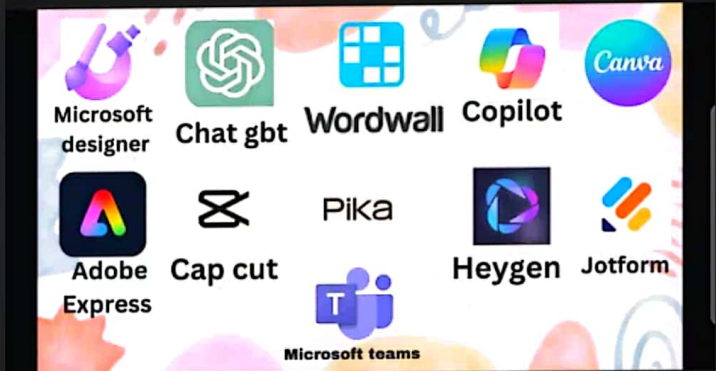 Microsoft
designer
Chat gbt
Wordwall
Copilot
Canva
Adobe
Express
Cap cut
Pika
Heygen
Jotform
T
Microsoft teams